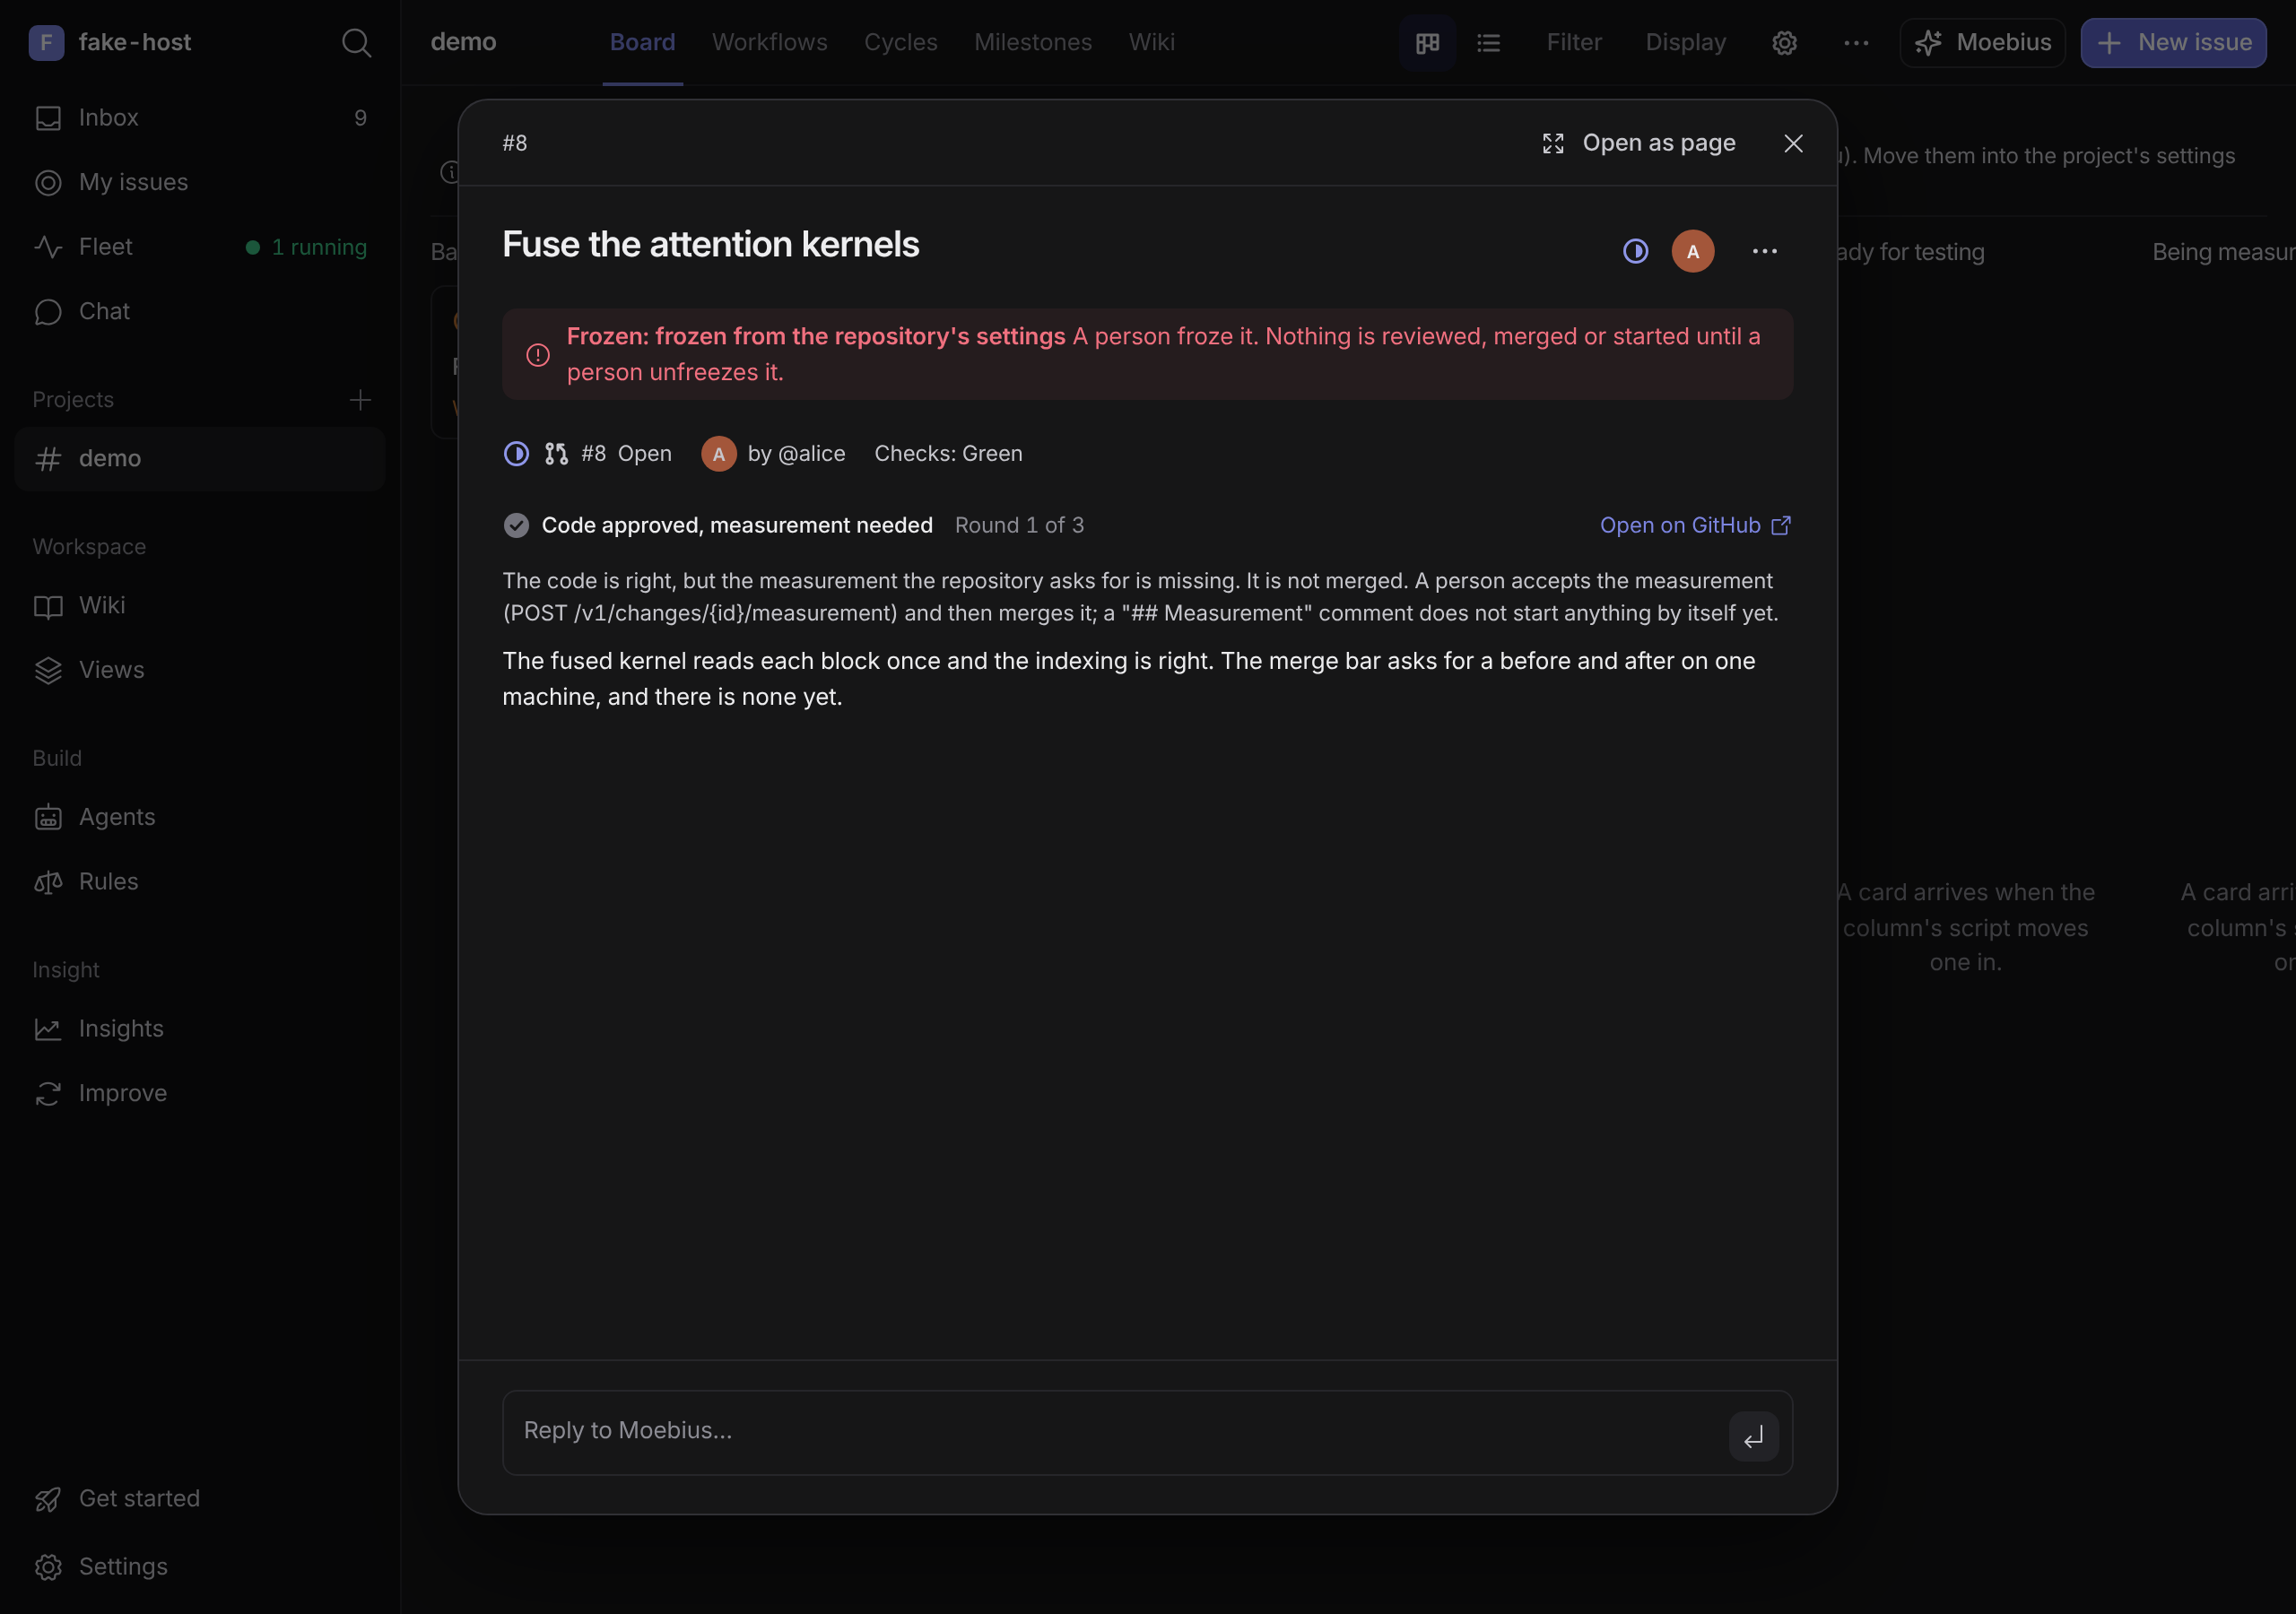 F fake-host
Inbox 9
My issues
Fleet 1 running
Chat
Projects
demo
Workspace
Wiki
Views
Build
Agents
Rules
Insight
Insights
Improve
Get started
Settings
demo Board Workflows Cycles Milestones Wiki Filter Display Moebius New issue
. Move them into the project's settings
for testing
Being
A card arrives when the
column's script moves
one in.
A card
column's
#8 Open as page
Fuse the attention kernels
A
Frozen: frozen from the repository's settings A person froze it. Nothing is reviewed, merged or started until a
person unfreezes it.
#8 Open A by @alice Checks: Green
Code approved, measurement needed Round 1 of 3 Open on GitHub
The code is right, but the measurement the repository asks for is missing. It is not merged. A person accepts the measurement
(POST /v1/changes/{id}/measurement) and then merges it; a "## Measurement" comment does not start anything by itself yet.
The fused kernel reads each block once and the indexing is right. The merge bar asks for a before and after on one
machine, and there is none yet.
Reply to Moebius...